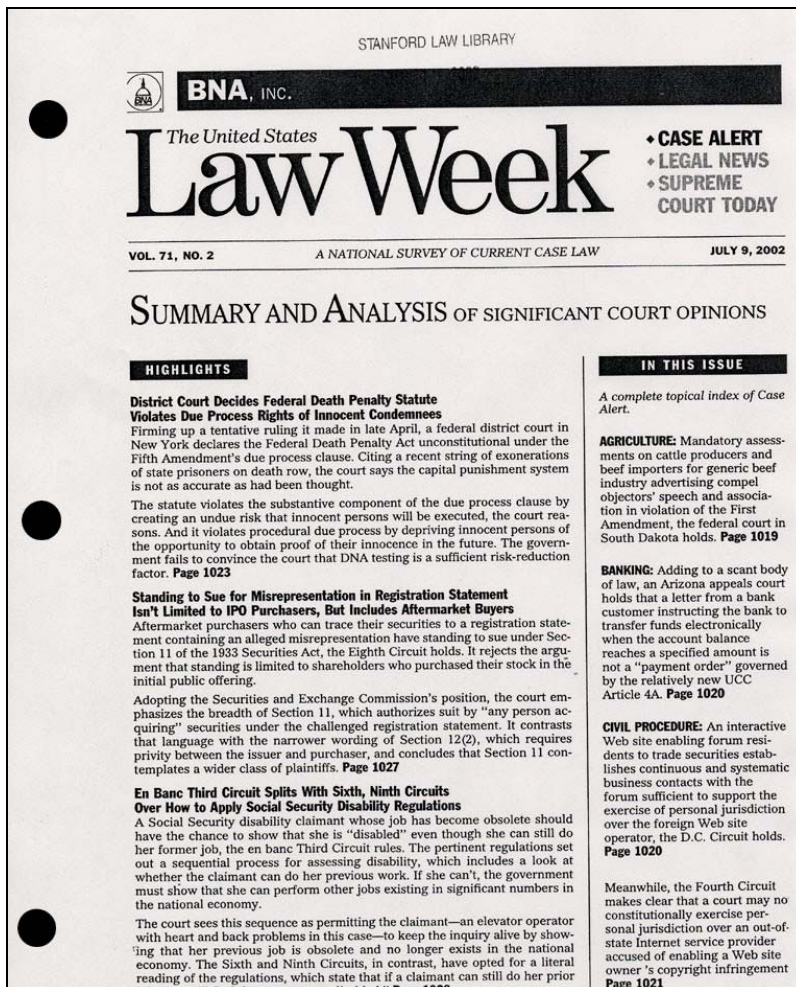 STANFORD LAW LIBRARY
BNA
BNA, INC.
The United States
Law Week
CASE ALERT
LEGAL NEWS
SUPREME
COURT TODAY
VOL. 71, NO. 2
A NATIONAL SURVEY OF CURRENT CASE LAW
JULY 9, 2002
SUMMARY AND ANALYSIS OF SIGNIFICANT COURT OPINIONS
HIGHLIGHTS
District Court Decides Federal Death Penalty Statute
Violates Due Process Rights of Innocent Condemnees
Firming up a tentative ruling it made in late April, a federal district court in
New York declares the Federal Death Penalty Act unconstitutional under the
Fifth Amendment's due process clause. Citing a recent string of exonerations
of state prisoners on death row, the court says the capital punishment system
is not as accurate as had been thought.
The statute violates the substantive component of the due process clause by
creating an undue risk that innocent persons will be executed, the court rea-
sons. And it violates procedural due process by depriving innocent persons of
the opportunity to obtain proof of their innocence in the future. The govern-
ment fails to convince the court that DNA testing is a sufficient risk-reduction
factor. Page 1023
Standing to Sue for Misrepresentation in Registration Statement
Isn't Limited to IPO Purchasers, But Includes Aftermarket Buyers
Aftermarket purchasers who can trace their securities to a registration state-
ment containing an alleged misrepresentation have standing to sue under Sec-
tion 11 of the 1933 Securities Act, the Eighth Circuit holds. It rejects the argu-
ment that standing is limited to shareholders who purchased their stock in the
initial public offering.
Adopting the Securities and Exchange Commission's position, the court em-
phasizes the breadth of Section 11, which authorizes suit by "any person ac-
quiring" securities under the challenged registration statement. It contrasts
that language with the narrower wording of Section 12(2), which requires
privity between the issuer and purchaser, and concludes that Section 11 con-
templates a wider class of plaintiffs. Page 1027
En Banc Third Circuit Splits With Sixth, Ninth Circuits
Over How to Apply Social Security Disability Regulations
A Social Security disability claimant whose job has become obsolete should
have the chance to show that she is "disabled" even though she can still do
her former job, the en banc Third Circuit rules. The pertinent regulations set
out a sequential process for assessing disability, which includes a look at
whether the claimant can do her previous work. If she can't, the government
must show that she can perform other jobs existing in significant numbers in
the national economy.
The court sees this sequence as permitting the claimant—an elevator operator
with heart and back problems in this case—to keep the inquiry alive by show-
ing that her previous job is obsolete and no longer exists in the national
economy. The Sixth and Ninth Circuits, in contrast, have opted for a literal
reading of the regulations, which state that if a claimant can still do her prior
IN THIS ISSUE
A complete topical index of Case
Alert.
AGRICULTURE: Mandatory assess-
ments on cattle producers and
beef importers for generic beef
industry advertising compel
objectors' speech and associa-
tion in violation of the First
Amendment, the federal court in
South Dakota holds. Page 1019
BANKING: Adding to a scant body
of law, an Arizona appeals court
holds that a letter from a bank
customer instructing the bank to
transfer funds electronically
when the account balance
reaches a specified amount is
not a "payment order" governed
by the relatively new UCC
Article 4A. Page 1020
CIVIL PROCEDURE: An interactive
Web site enabling forum resi-
dents to trade securities estab-
lishes continuous and systematic
business contacts with the
forum sufficient to support the
exercise of personal jurisdiction
over the foreign Web site
operator, the D.C. Circuit holds.
Page 1020
Meanwhile, the Fourth Circuit
makes clear that a court may no
constitutionally exercise per-
sonal jurisdiction over an out-of-
state Internet service provider
accused of enabling a Web site
owner 's copyright infringement
Page 1021